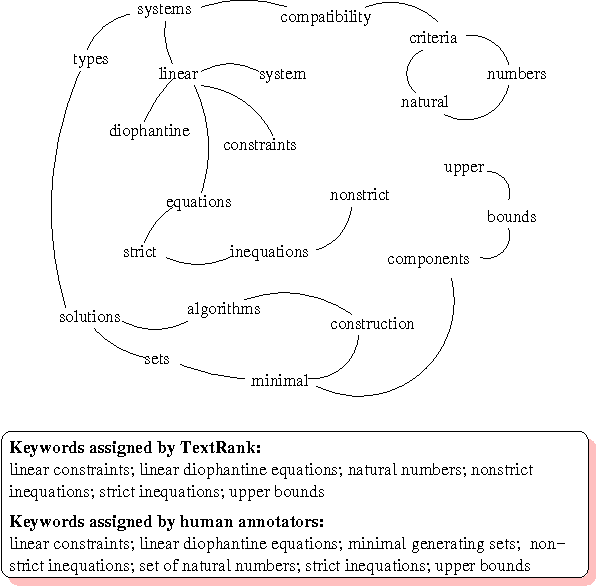 systems
compatibility
criteria
types
linear
system
numbers
natural
diophantine
constraints
upper
equations
nonstrict
bounds
strict
inequations
components
solutions
algorithms
construction
sets
minimal
Keywords assigned by TextRank:
linear constraints; linear diophantine equations; natural numbers; nonstrict
inequations; strict inequations; upper bounds
Keywords assigned by human annotators:
linear constraints; linear diophantine equations; minimal generating sets; non−
strict inequations; set of natural numbers; strict inequations; upper bounds